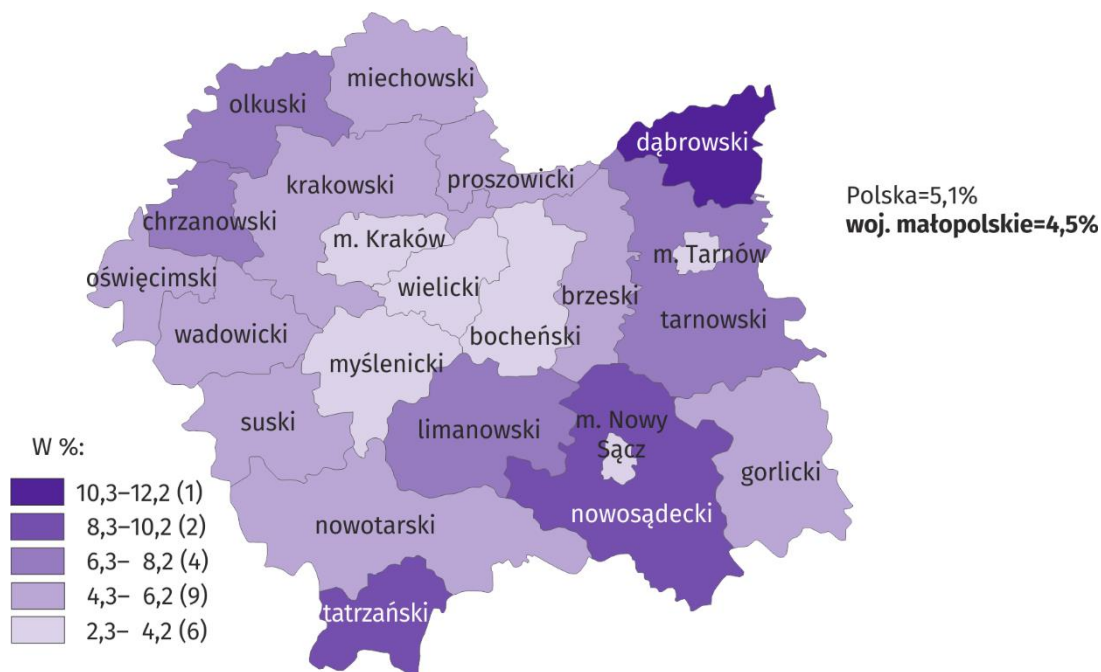 miechowski
olkuski
dąbrowski
krakowski
proszowicki
Polska=5,1%
woj. małopolskie=4,5%
chrzanowski
m. Kraków
m. Tarnów
oświęcimski
wielicki
brzeski
wadowicki
bocheński
tarnowski
myślenicki
suski
limanowski
m. Nowy
Sącz
gorlicki
nowosądecki
nowotarski
tatrzański
W %:
10,3–12,2 (1)
8,3–10,2 (2)
6,3– 8,2 (4)
4,3– 6,2 (9)
2,3– 4,2 (6)